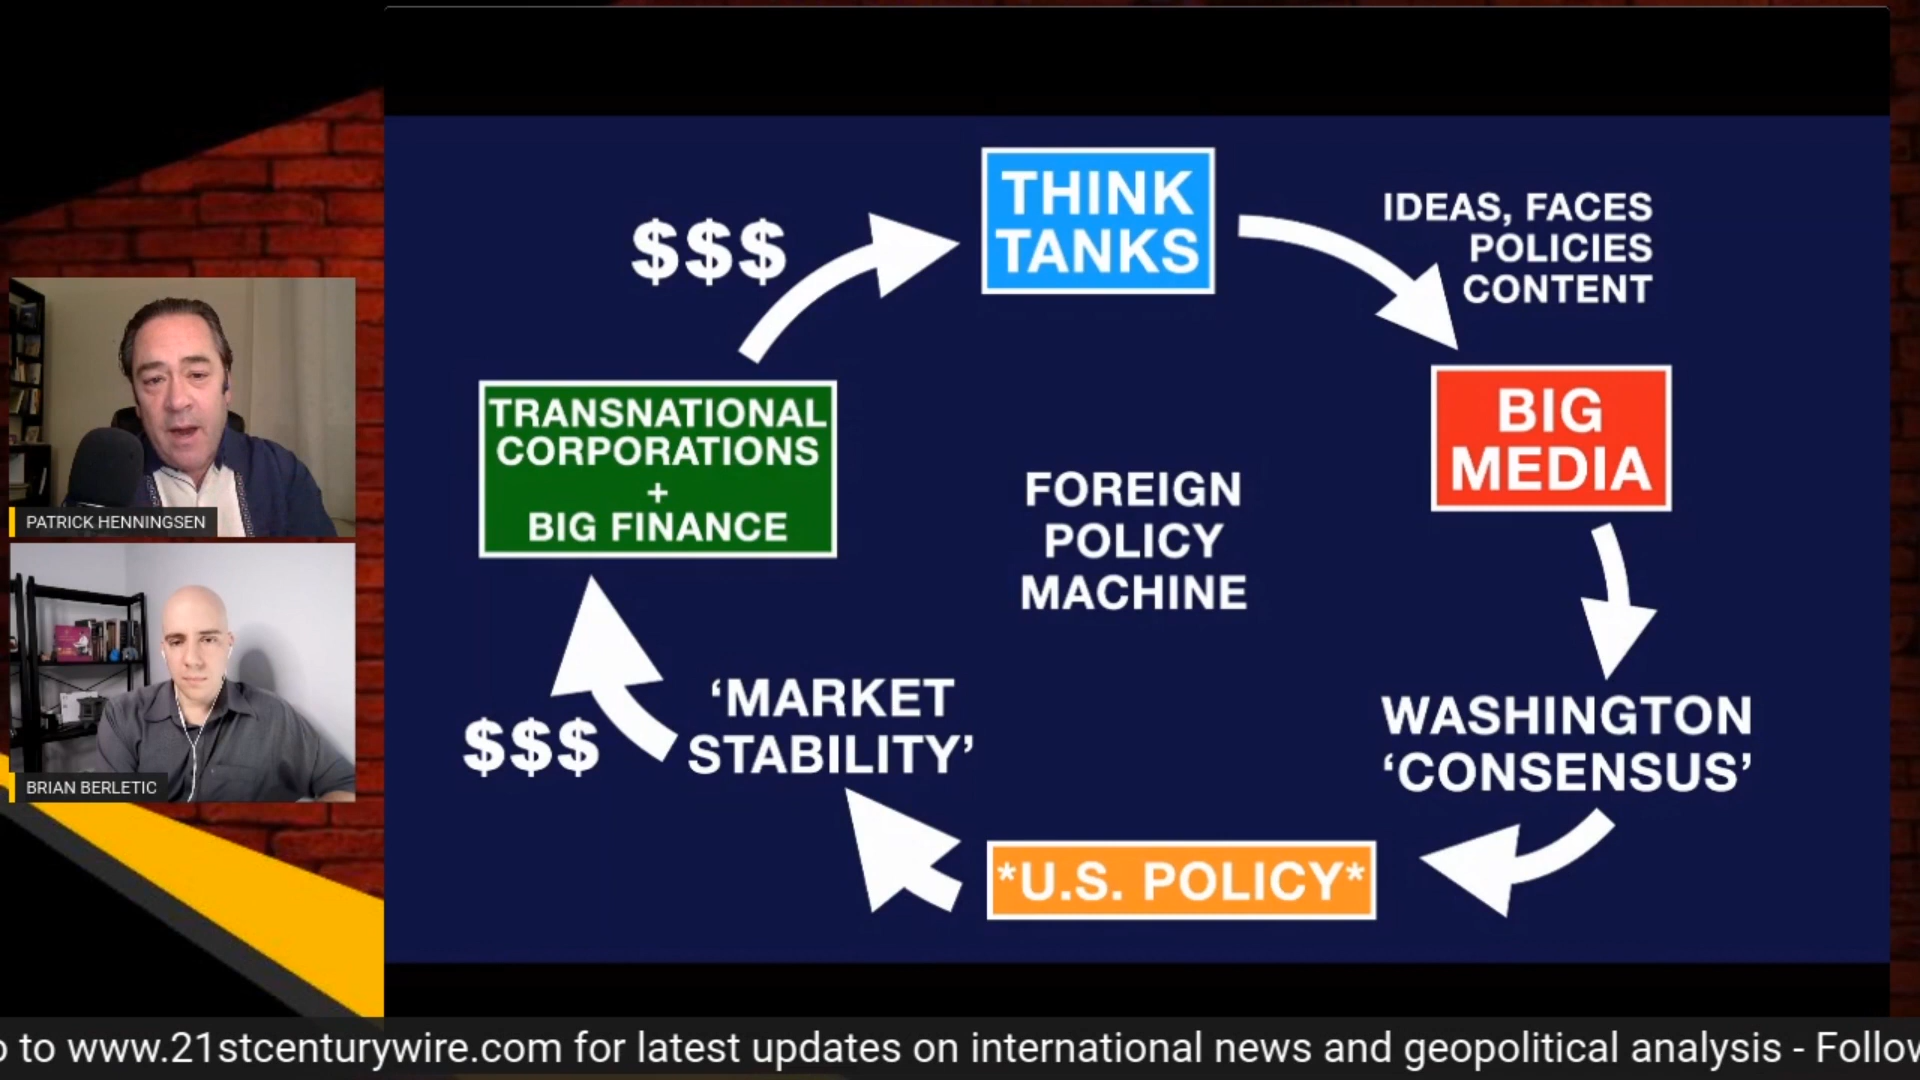 THINK
TANKS
$$$
IDEAS, FACES
POLICIES
CONTENT
TRANSNATIONAL
CORPORATIONS
+
BIG FINANCE
BIG
MEDIA
FOREIGN
POLICY
MACHINE
'MARKET
STABILITY'
$$$
WASHINGTON
'CONSENSUS'
*U.S. POLICY*
PATRICK HENNINGSEN
BRIAN BERLETIC
to www.21stcenturywire.com for latest updates on international news and geopolitical analysis - Follow